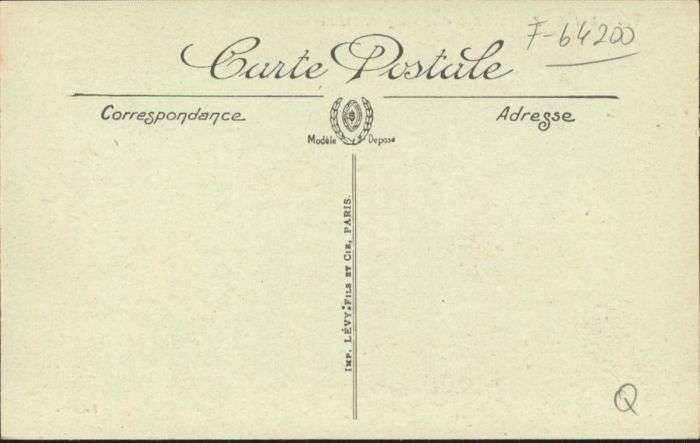 F-64200
Carte Postale
Correspondance
Adresse
Modèle Déposé
IMP. LÉVY FILS ET CIE, PARIS.
Q